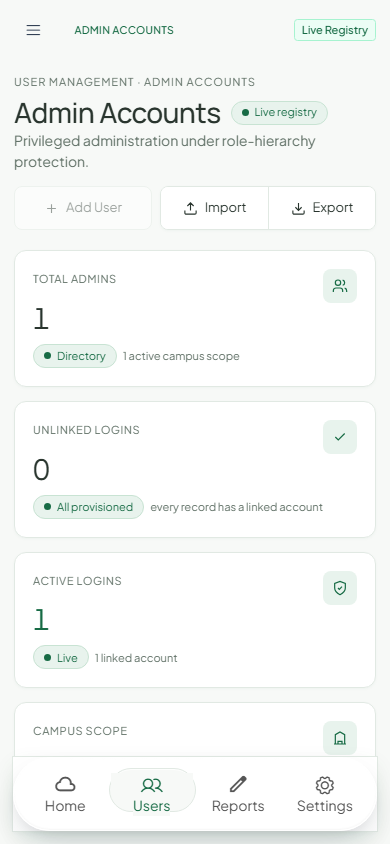 ADMIN ACCOUNTS
Live Registry
USER MANAGEMENT · ADMIN ACCOUNTS
Admin Accounts
Live registry
Privileged administration under role-hierarchy
protection.
Add User
Import
Export
TOTAL ADMINS
1
Directory
1 active campus scope
UNLINKED LOGINS
0
All provisioned
every record has a linked account
ACTIVE LOGINS
1
Live
1 linked account
CAMPUS SCOPE
Home
Users
Reports
Settings